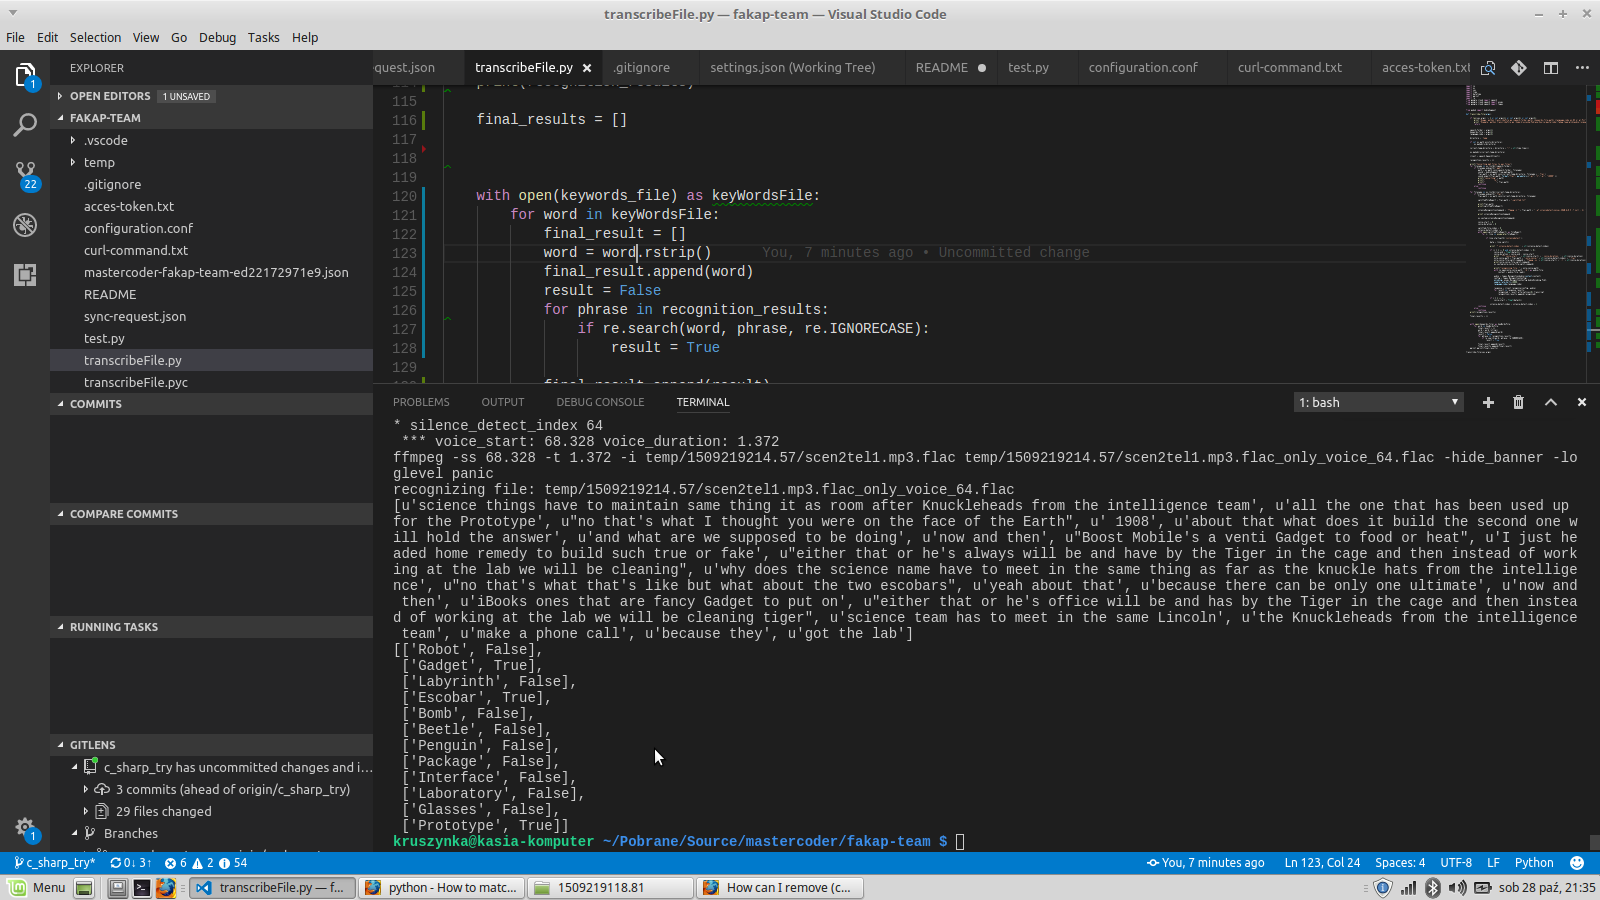 transcribeFile.py — fakap-team — Visual Studio Code
File Edit Selection View Go Debug Tasks Help
EXPLORER
quest.json transcribeFile.py .gitignore settings.json (Working Tree) README test.py configuration.conf curl-command.txt acces-token.txt
OPEN EDITORS 1 UNSAVED
FAKAP-TEAM
.vscode
temp
.gitignore
acces-token.txt
configuration.conf
curl-command.txt
mastercoder-fakap-team-ed22172971e9.json
README
sync-request.json
test.py
transcribeFile.py
transcribeFile.pyc
COMMITS
COMPARE COMMITS
RUNNING TASKS
GITLENS
c_sharp_try has uncommitted changes and i...
3 commits (ahead of origin/c_sharp_try)
29 files changed
Branches
1
22
1
115
116 final_results = []
117
118
119
120 with open(keywords_file) as keyWordsFile:
121 for word in keyWordsFile:
122 final_result = []
123 word = word.rstrip() You, 7 minutes ago • Uncommitted change
124 final_result.append(word)
125 result = False
126 for phrase in recognition_results:
127 if re.search(word, phrase, re.IGNORECASE):
128 result = True
129
PROBLEMS OUTPUT DEBUG CONSOLE TERMINAL 1: bash
* silence_detect_index 64
*** voice_start: 68.328 voice_duration: 1.372
ffmpeg -ss 68.328 -t 1.372 -i temp/1509219214.57/scen2tel1.mp3.flac temp/1509219214.57/scen2tel1.mp3.flac_only_voice_64.flac -hide_banner -lo
glevel panic
recognizing file: temp/1509219214.57/scen2tel1.mp3.flac_only_voice_64.flac
[u'science things have to maintain same thing it as room after Knuckleheads from the intelligence team', u'all the one that has been used up
for the Prototype', u"no that's what I thought you were on the face of the Earth", u' 1908', u'about that what does it build the second one w
ill hold the answer', u'and what are we supposed to be doing', u'now and then', u"Boost Mobile's a venti Gadget to food or heat", u'I just he
aded home remedy to build such true or fake', u"either that or he's always will be and have by the Tiger in the cage and then instead of work
ing at the lab we will be cleaning", u'why does the science name have to meet in the same thing as far as the knuckle hats from the intellige
nce', u"no that's what that's like but what about the two escobars", u'yeah about that', u'because there can be only one ultimate', u'now and
then', u'iBooks ones that are fancy Gadget to put on', u"either that or he's office will be and has by the Tiger in the cage and then instea
d of working at the lab we will be cleaning tiger", u'science team has to meet in the same Lincoln', u'the Knuckleheads from the intelligence
team', u'make a phone call', u'because they', u'got the lab']
[['Robot', False],
['Gadget', True],
['Labyrinth', False],
['Escobar', True],
['Bomb', False],
['Beetle', False],
['Penguin', False],
['Package', False],
['Interface', False],
['Laboratory', False],
['Glasses', False],
['Prototype', True]]
kruszynka@kasia-komputer ~/Pobrane/Source/mastercoder/fakap-team $
c_sharp_try* 0↓ 3↑ 6 2 54 You, 7 minutes ago Ln 123, Col 24 Spaces: 4 UTF-8 LF Python
Menu transcribeFile.py — f... python - How to matc... 1509219118.81 How can I remove (c... sob 28 paź, 21:35